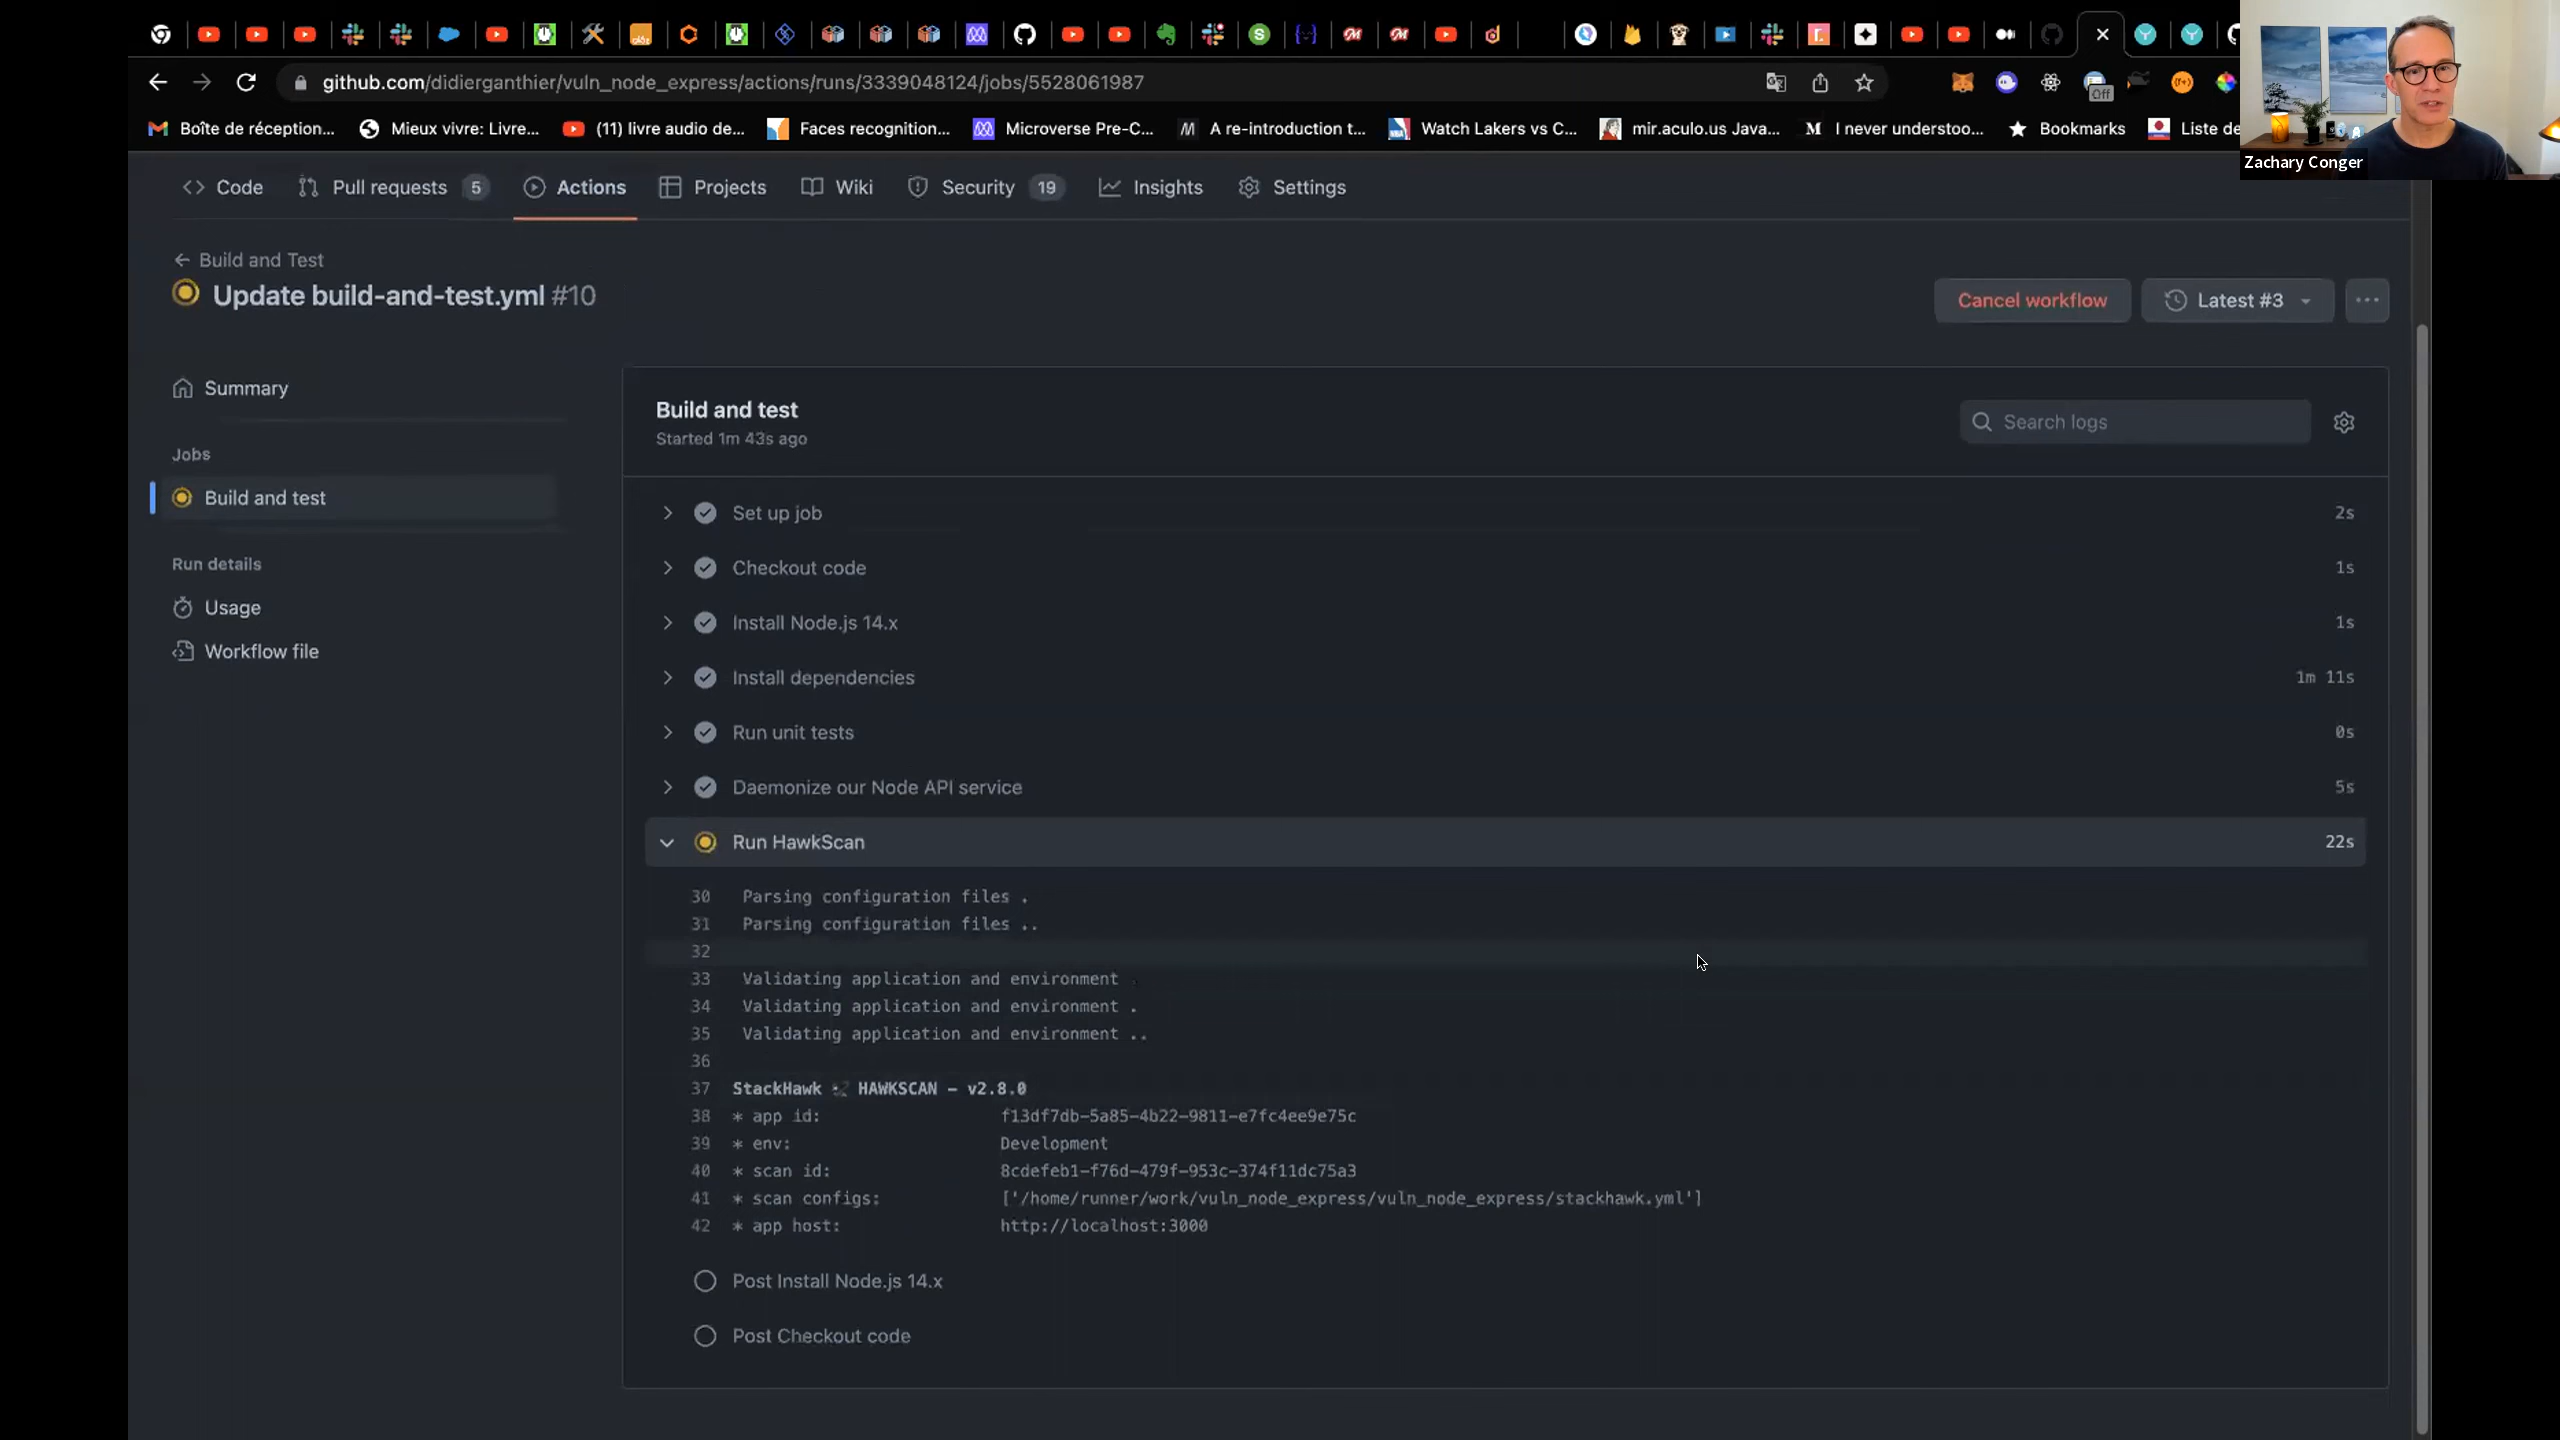 github.com/didierganthier/vuln_node_express/actions/runs/3339048124/jobs/5528061987
Off
Boîte de réception...
Mieux vivre: Livre...
(11) livre audio de...
Faces recognition...
Microverse Pre-C...
A re-introduction t...
Watch Lakers vs C...
mir.aculo.us Java...
I never understoo...
Bookmarks
Liste de
Zachary Conger
Code
Pull requests 5
Actions
Projects
Wiki
Security 19
Insights
Settings
← Build and Test
Update build-and-test.yml #10
Cancel workflow
Latest #3
Summary
Jobs
Build and test
Run details
Usage
Workflow file
Build and test
Started 1m 43s ago
Search logs
Set up job 2s
Checkout code 1s
Install Node.js 14.x 1s
Install dependencies 1m 11s
Run unit tests 0s
Daemonize our Node API service 5s
Run HawkScan 22s
30 Parsing configuration files .
31 Parsing configuration files ..
32
33 Validating application and environment
34 Validating application and environment .
35 Validating application and environment ..
36
37 StackHawk HAWKSCAN – v2.8.0
38 * app id: f13df7db-5a85-4b22-9811-e7fc4ee9e75c
39 * env: Development
40 * scan id: 8cdefeb1-f76d-479f-953c-374f11dc75a3
41 * scan configs: ['/home/runner/work/vuln_node_express/vuln_node_express/stackhawk.yml']
42 * app host: http://localhost:3000
Post Install Node.js 14.x
Post Checkout code